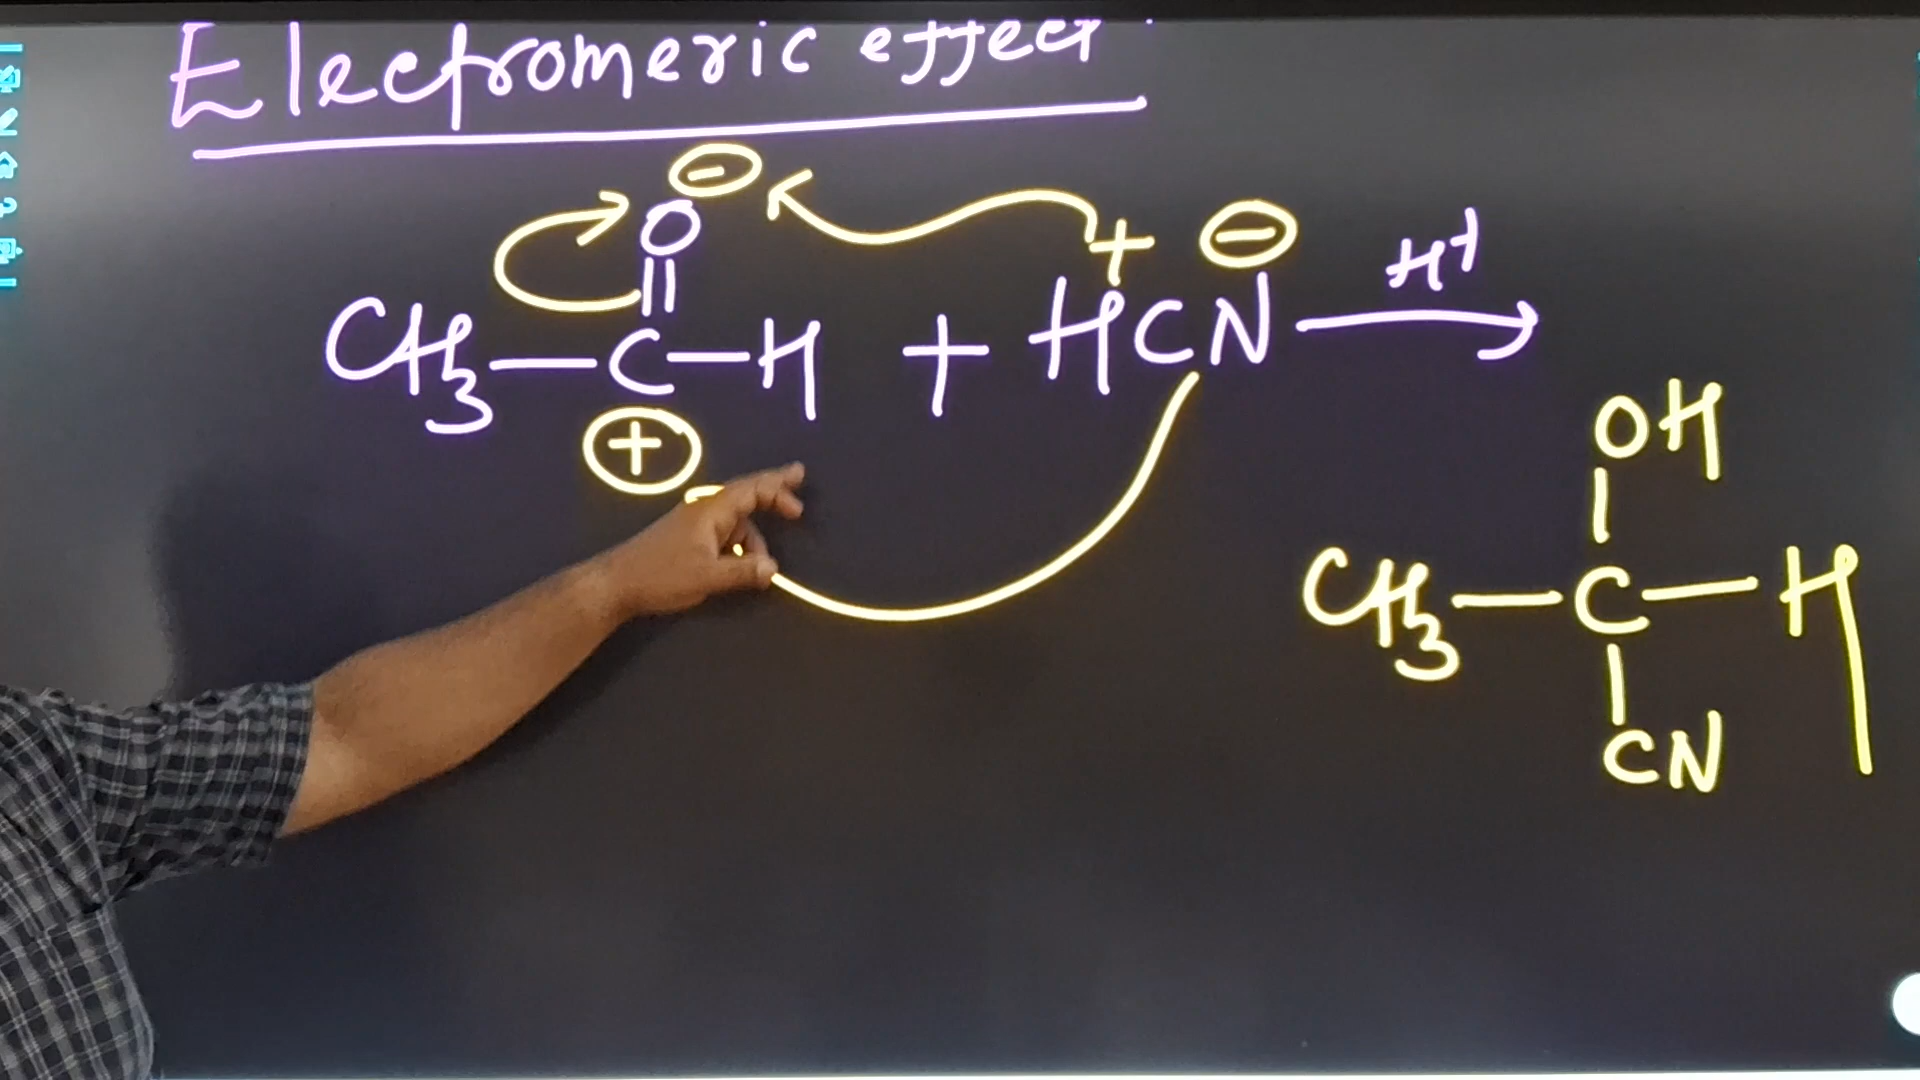 Electromeric effect
⊖
O + ⊖ H+
||
CH3—C—H + HCN ⟶
⊕
OH
|
CH3—C—H
|
CN